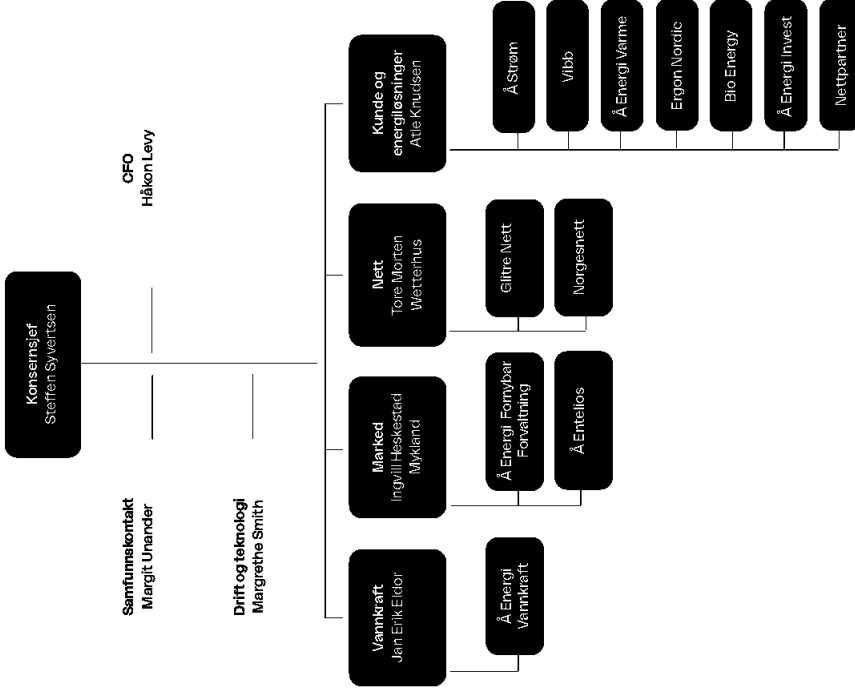 Konsernsjef
Steffen Syvertsen
Samfunnskontakt
Margit Unander
CFO
Håkon Levy
Drift og teknologi
Margrethe Smith
Vannkraft
Jan Erik Eldor
Marked
Ingvill Heskestad
Mykland
Nett
Tore Morten
Wetterhus
Kunde og
energiløsninger
Atle Knudsen
Å Energi
Vannkraft
Å Energi Fornybar
Forvaltning
Å Entelios
Glitre Nett
Norgesnett
Å Strøm
Vibb
Å Energi Varme
Ergon Nordic
Bio Energy
Å Energi Invest
Nettpartner